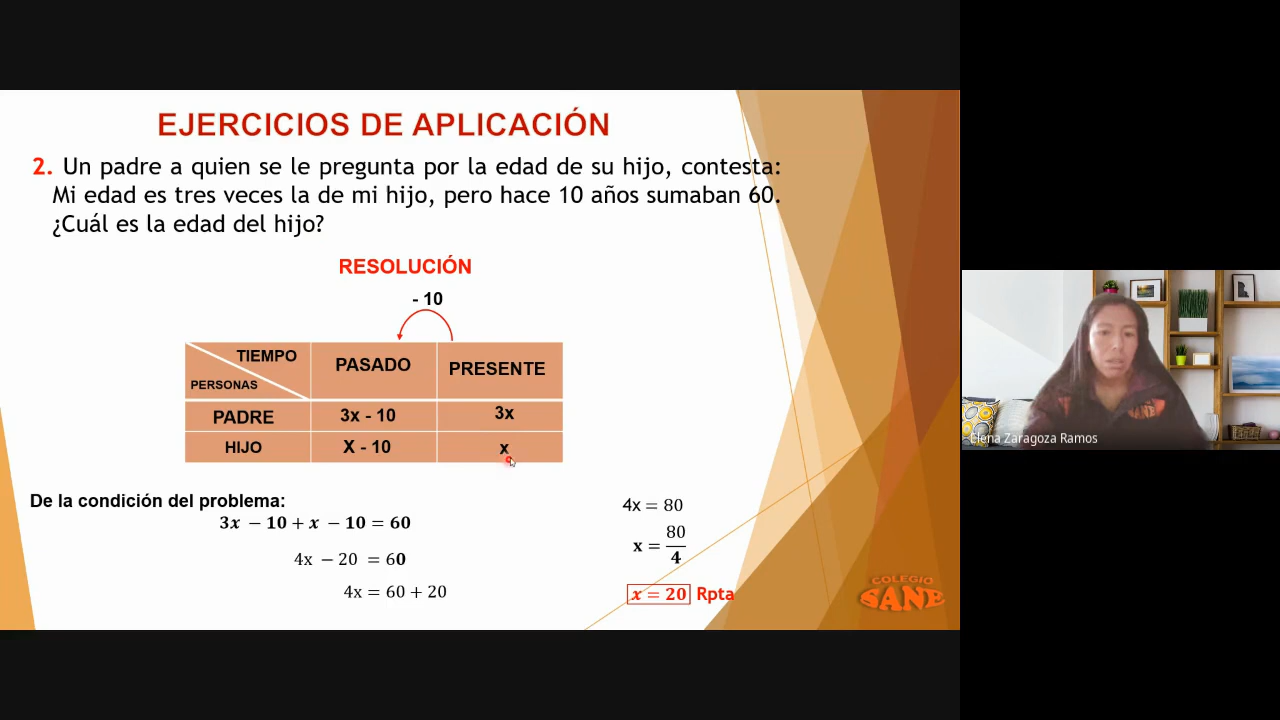 EJERCICIOS DE APLICACIÓN
2. Un padre a quien se le pregunta por la edad de su hijo, contesta:
Mi edad es tres veces la de mi hijo, pero hace 10 años sumaban 60.
¿Cuál es la edad del hijo?
RESOLUCIÓN
- 10
TIEMPO
PERSONAS
PASADO
PRESENTE
PADRE
3x - 10
3x
HIJO
X - 10
x
De la condición del problema:
3x - 10 + x - 10 = 60
4x - 20 = 60
4x = 60 + 20
4x = 80
x = 80/4
x = 20 Rpta
COLEGIO
SANE
Elena Zaragoza Ramos